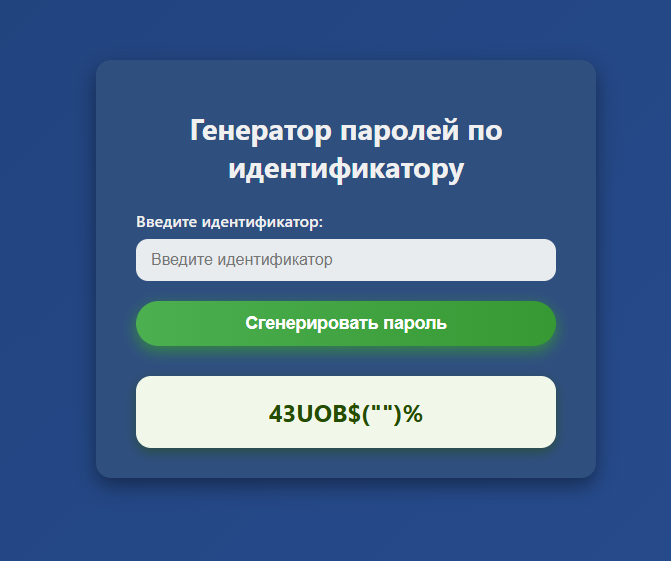 Генератор паролей по
идентификатору
Введите идентификатор:
Введите идентификатор
Сгенерировать пароль
43UOB$("")%